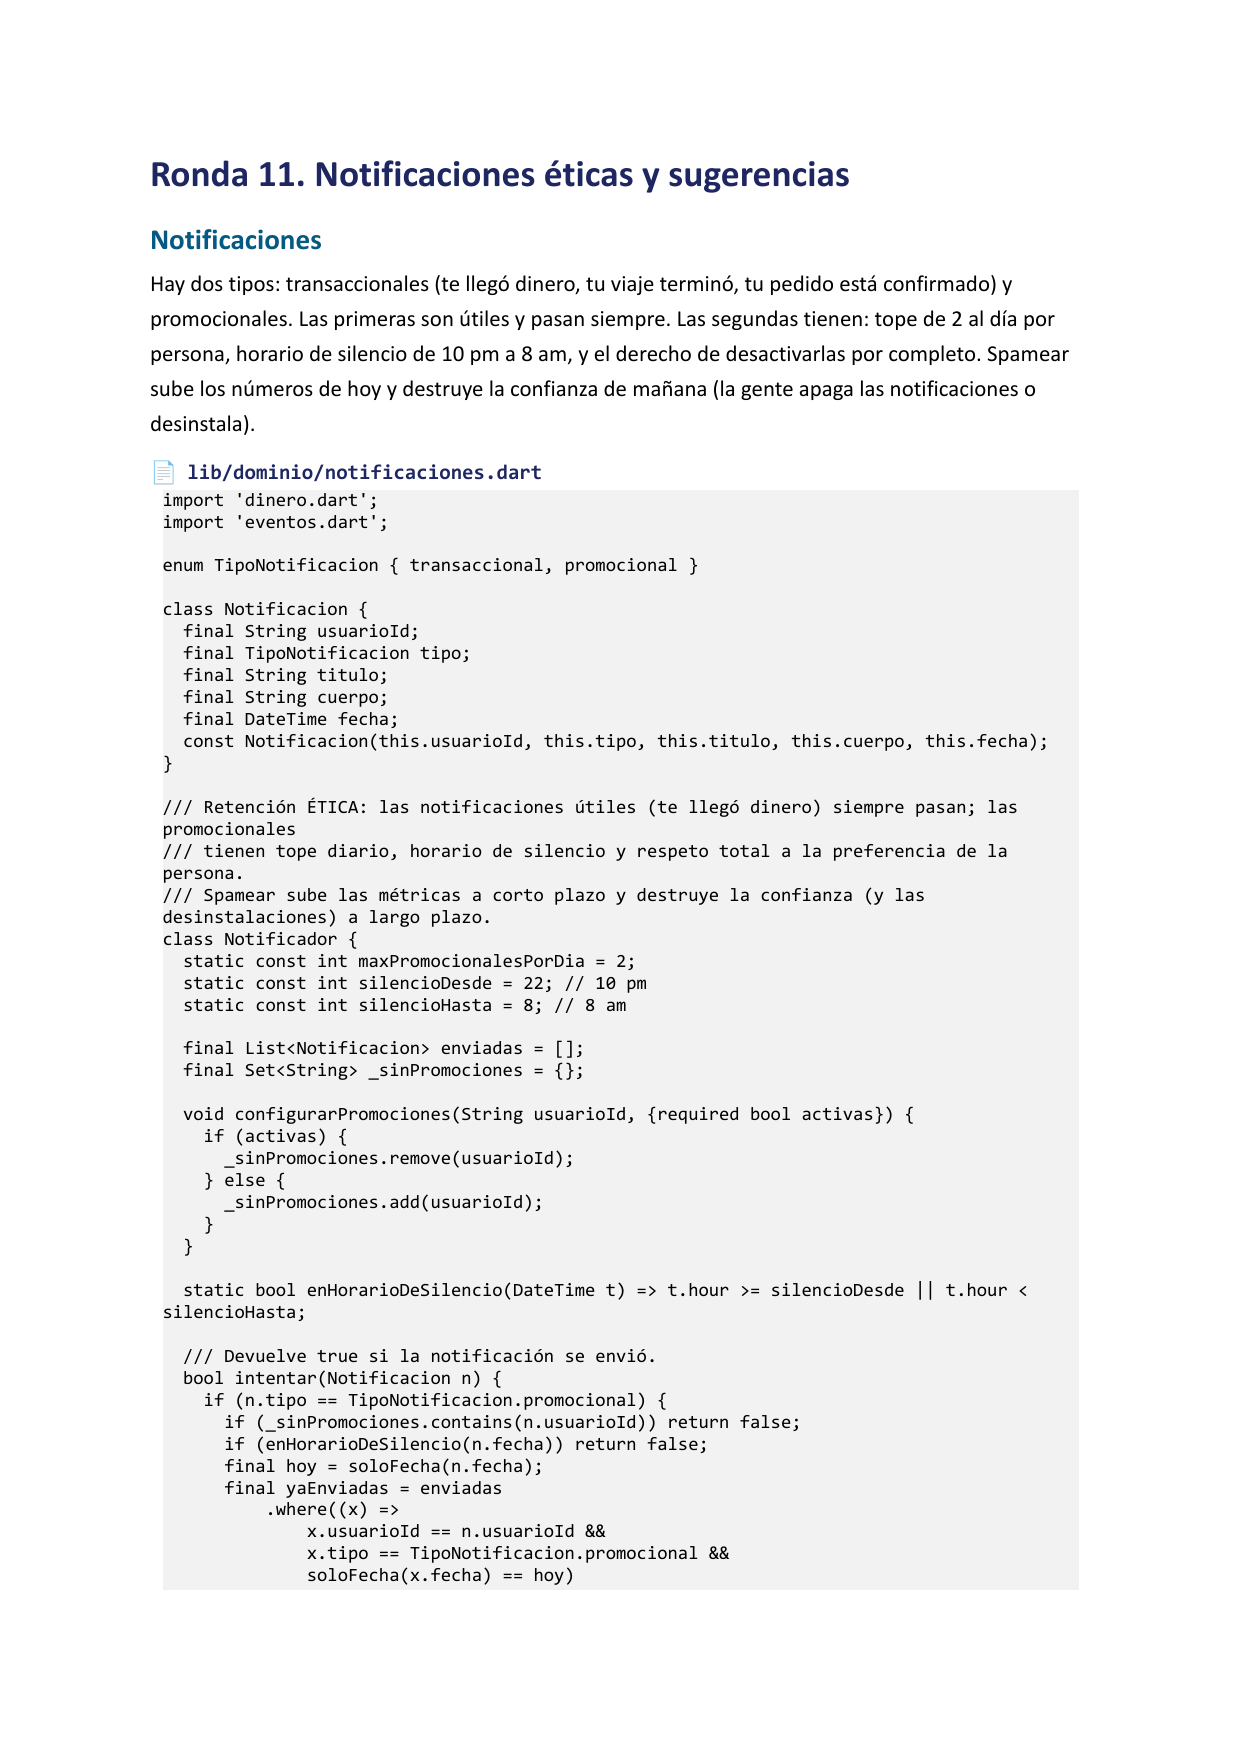 Ronda 11. Notificaciones éticas y sugerencias
Notificaciones
Hay dos tipos: transaccionales (te llegó dinero, tu viaje terminó, tu pedido está confirmado) y
promocionales. Las primeras son útiles y pasan siempre. Las segundas tienen: tope de 2 al día por
persona, horario de silencio de 10 pm a 8 am, y el derecho de desactivarlas por completo. Spamear
sube los números de hoy y destruye la confianza de mañana (la gente apaga las notificaciones o
desinstala).
lib/dominio/notificaciones.dart
import 'dinero.dart';
import 'eventos.dart';
enum TipoNotificacion { transaccional, promocional }
class Notificacion {
  final String usuarioId;
  final TipoNotificacion tipo;
  final String titulo;
  final String cuerpo;
  final DateTime fecha;
  const Notificacion(this.usuarioId, this.tipo, this.titulo, this.cuerpo, this.fecha);
}
/// Retención ÉTICA: las notificaciones útiles (te llegó dinero) siempre pasan; las
promocionales
/// tienen tope diario, horario de silencio y respeto total a la preferencia de la
persona.
/// Spamear sube las métricas a corto plazo y destruye la confianza (y las
desinstalaciones) a largo plazo.
class Notificador {
  static const int maxPromocionalesPorDia = 2;
  static const int silencioDesde = 22; // 10 pm
  static const int silencioHasta = 8; // 8 am
  final List<Notificacion> enviadas = [];
  final Set<String> _sinPromociones = {};
  void configurarPromociones(String usuarioId, {required bool activas}) {
    if (activas) {
      _sinPromociones.remove(usuarioId);
    } else {
      _sinPromociones.add(usuarioId);
    }
  }
  static bool enHorarioDeSilencio(DateTime t) => t.hour >= silencioDesde || t.hour <
silencioHasta;
  /// Devuelve true si la notificación se envió.
  bool intentar(Notificacion n) {
    if (n.tipo == TipoNotificacion.promocional) {
      if (_sinPromociones.contains(n.usuarioId)) return false;
      if (enHorarioDeSilencio(n.fecha)) return false;
      final hoy = soloFecha(n.fecha);
      final yaEnviadas = enviadas
          .where((x) =>
              x.usuarioId == n.usuarioId &&
              x.tipo == TipoNotificacion.promocional &&
              soloFecha(x.fecha) == hoy)